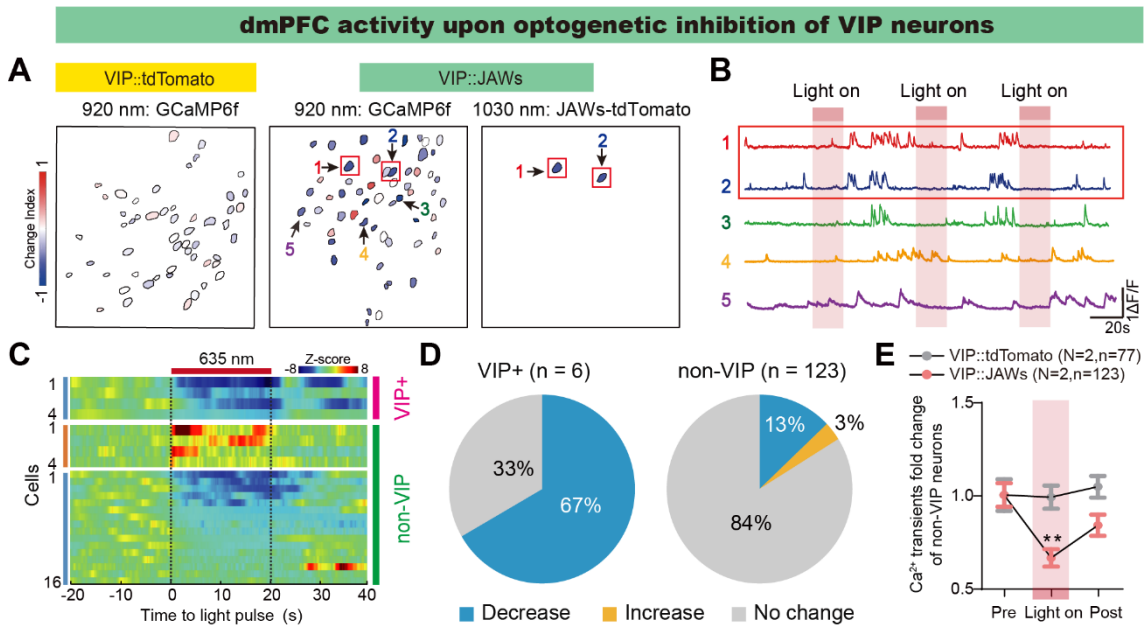 dmPFC activity upon optogenetic inhibition of VIP neurons
A
VIP::tdTomato
VIP::JAWs
920 nm: GCaMP6f
920 nm: GCaMP6f
1030 nm: JAWs-tdTomato
Change Index
1
-1
1
2
3
4
5
1
2
B
Light on
Light on
Light on
1
2
3
4
5
1ΔF/F
20s
C
635 nm
Z-score
-8
8
Cells
1
4
1
4
1
16
VIP+
non-VIP
-20
-10
0
10
20
30
40
Time to light pulse (s)
D
VIP+ (n = 6)
non-VIP (n = 123)
33%
67%
13%
3%
84%
Decrease
Increase
No change
E
VIP::tdTomato (N=2,n=77)
VIP::JAWs (N=2,n=123)
Ca²⁺ transients fold change
of non-VIP neurons
1.5
1.0
0.5
**
Pre
Light on
Post